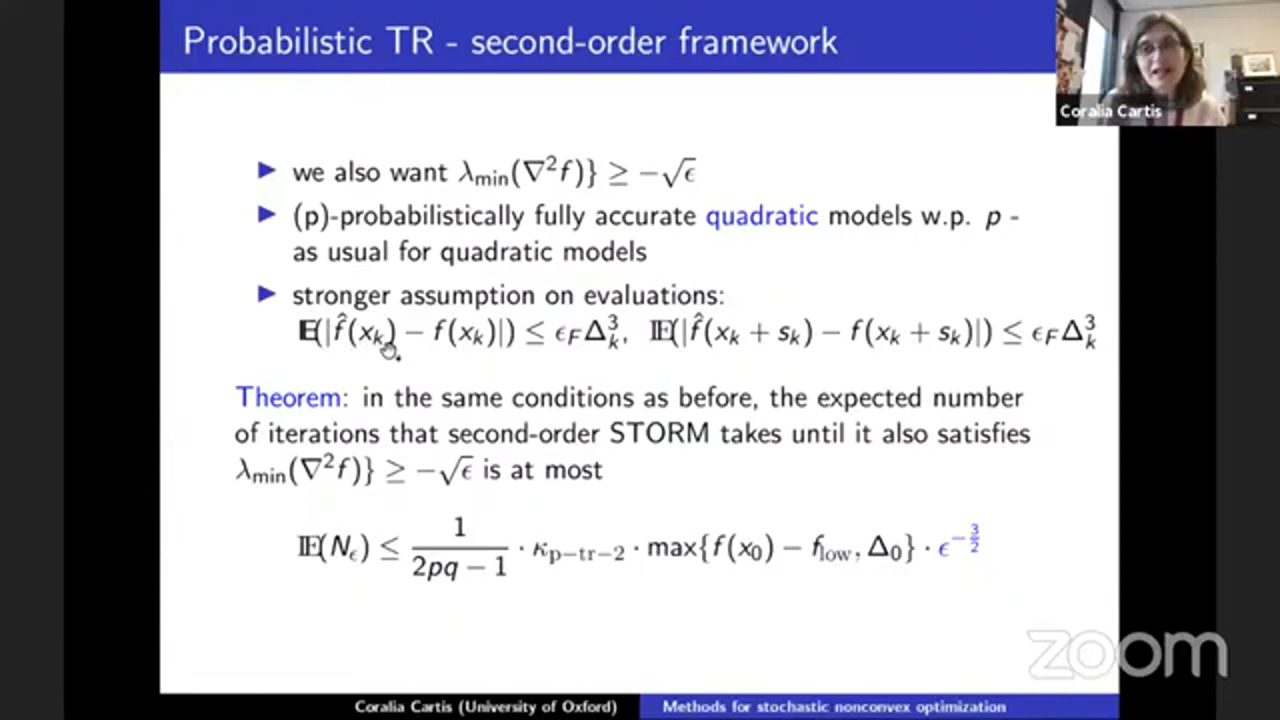 Probabilistic TR - second-order framework
Coralia Cartis
▶ we also want λ_min(∇²f)} ≥ −√ϵ
▶ (p)-probabilistically fully accurate quadratic models w.p. p -
as usual for quadratic models
▶ stronger assumption on evaluations:
𝔼(|f̂(x_k) − f(x_k)|) ≤ ϵ_F Δ_k^3, 𝔼(|f̂(x_k + s_k) − f(x_k + s_k)|) ≤ ϵ_F Δ_k^3
Theorem: in the same conditions as before, the expected number
of iterations that second-order STORM takes until it also satisfies
λ_min(∇²f)} ≥ −√ϵ is at most
𝔼(N_ϵ) ≤ 1/(2pq − 1) · κ_{p−tr−2} · max{f(x_0) − f_low, Δ_0} · ϵ^{−3/2}
zoom
Coralia Cartis (University of Oxford) Methods for stochastic nonconvex optimization